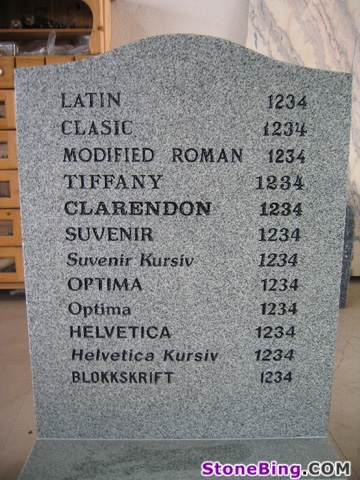 LATIN 1234
CLASIC 1234
MODIFIED ROMAN 1234
TIFFANY 1234
CLARENDON 1234
SUVENIR 1234
Suvenir Kursiv 1234
OPTIMA 1234
Optima 1234
HELVETICA 1234
Helvetica Kursiv 1234
BLOKKSKRIFT 1234
StoneBing.COM